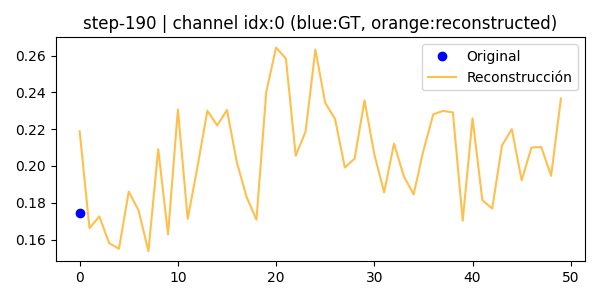 step-190 | channel idx:0 (blue:GT, orange:reconstructed)
Original
Reconstrucción
0.26
0.24
0.22
0.20
0.18
0.16
0 10 20 30 40 50